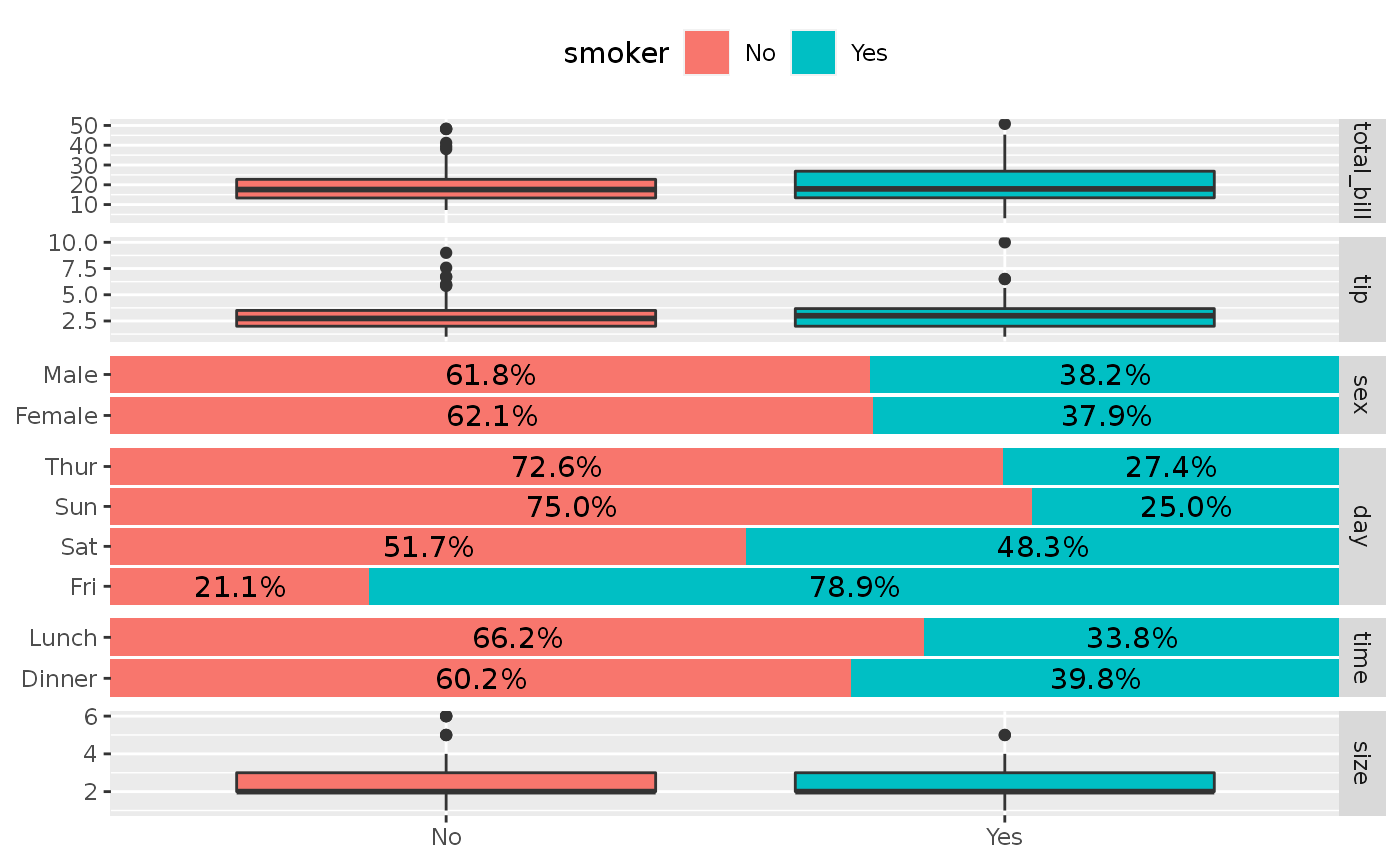 smoker No Yes
50
40
30
20
10
total_bill
10.0
7.5
5.0
2.5
tip
Male 61.8% 38.2%
Female 62.1% 37.9%
sex
Thur 72.6% 27.4%
Sun 75.0% 25.0%
Sat 51.7% 48.3%
Fri 21.1% 78.9%
day
Lunch 66.2% 33.8%
Dinner 60.2% 39.8%
time
6
4
2
size
No Yes